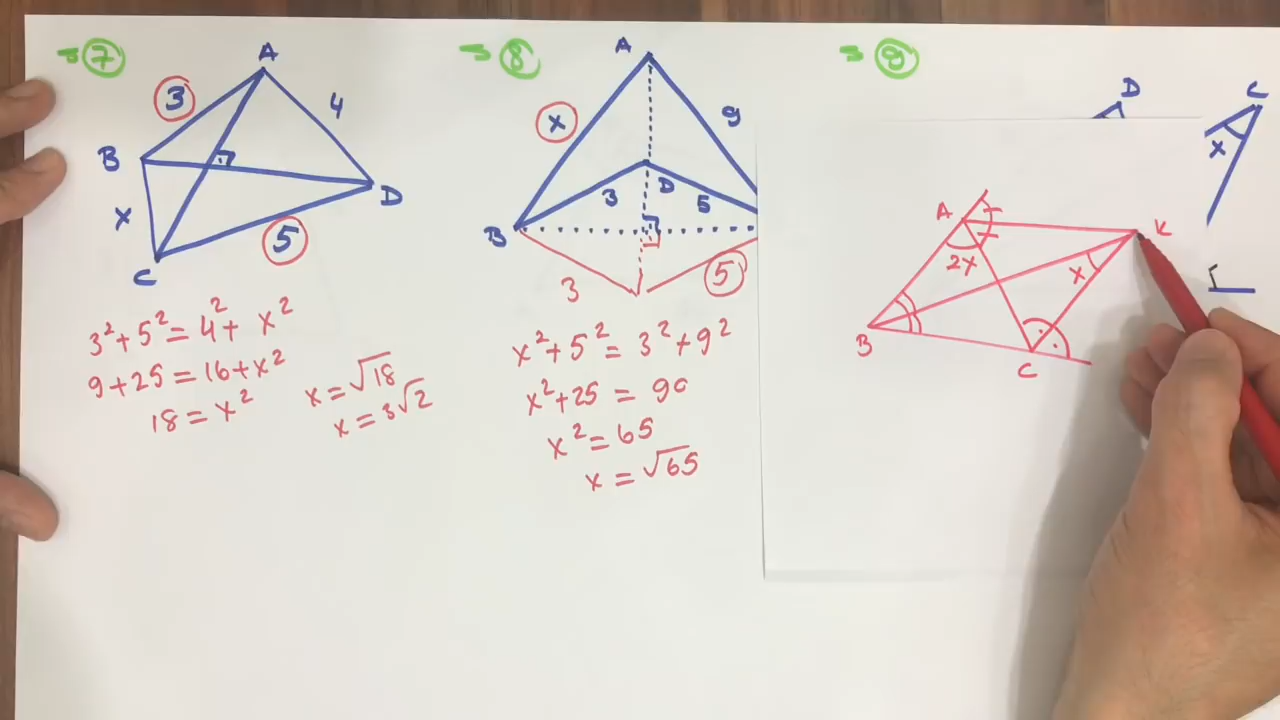 = 7
A
3
4
B
D
X
5
C
3² + 5² = 4² + x²
9 + 25 = 16 + x²
18 = x²
x = √18
x = 3√2
= 8
A
x
9
B
3
D
5
3
5
x² + 5² = 3² + 9²
x² + 25 = 90
x² = 65
x = √65
= 9
D
C
x
A
K
2x
x
B
C